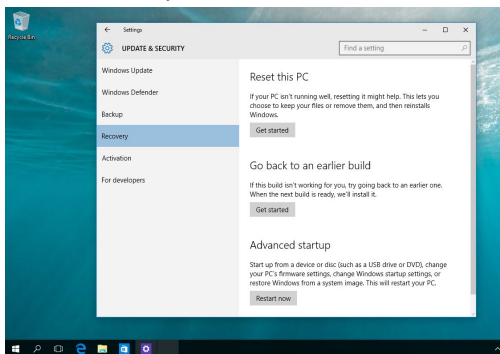 Recycle Bin
Settings
UPDATE & SECURITY
Find a setting
Windows Update
Windows Defender
Backup
Recovery
Activation
For developers
Reset this PC
If your PC isn't running well, resetting it might help. This lets you
choose to keep your files or remove them, and then reinstalls
Windows.
Get started
Go back to an earlier build
If this build isn't working for you, try going back to an earlier one.
When the next build is ready, we'll install it.
Get started
Advanced startup
Start up from a device or disc (such as a USB drive or DVD), change
your PC's firmware settings, change Windows startup settings, or
restore Windows from a system image. This will restart your PC.
Restart now